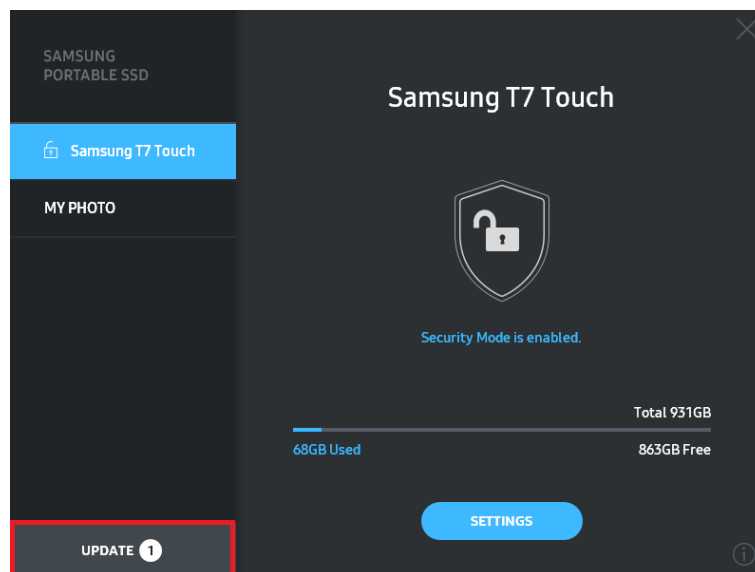 SAMSUNG
PORTABLE SSD
Samsung T7 Touch
MY PHOTO
UPDATE 1
Samsung T7 Touch
Security Mode is enabled.
Total 931GB
68GB Used
863GB Free
SETTINGS